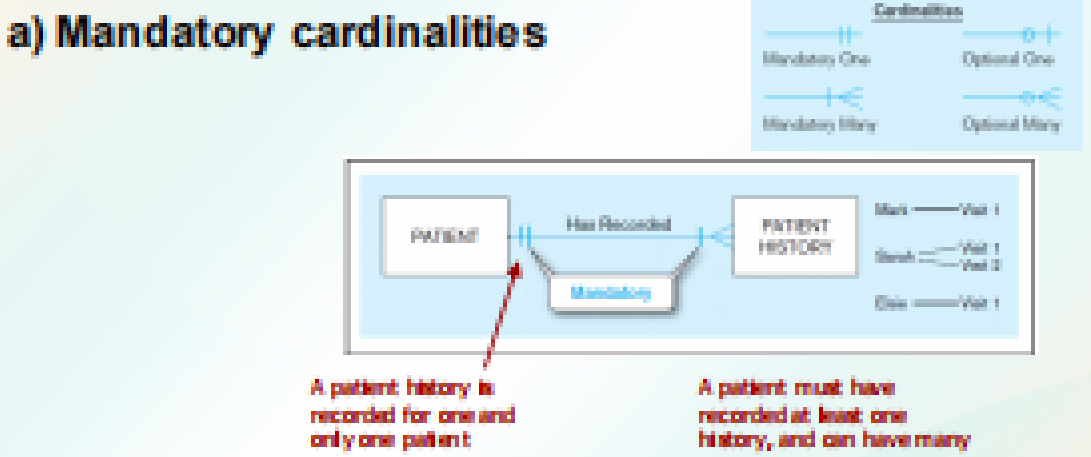 a) Mandatory cardinalities
Cardinalities
Mandatory One
Optional One
Mandatory Many
Optional Many
PATIENT
Has Recorded
PATIENT
HISTORY
Mandatory
Mark
Visit 1
Sarah
Visit 1
Visit 2
Elsie
Visit 1
A patient history is
recorded for one and
only one patient
A patient must have
recorded at least one
history, and can have many